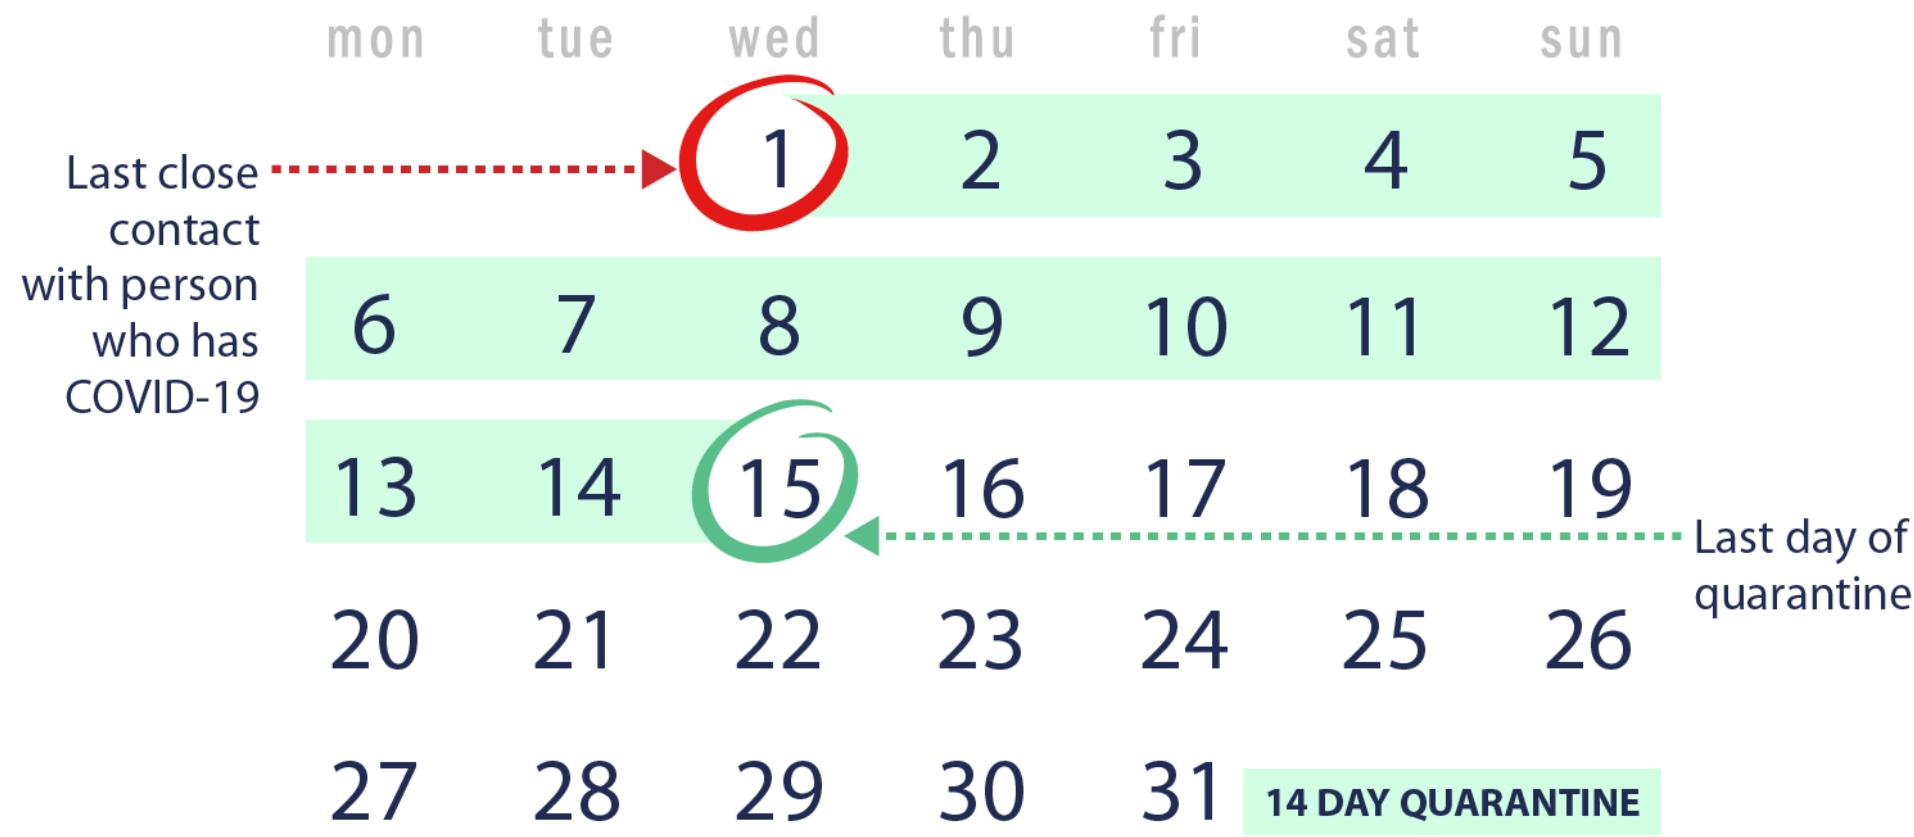 mon tue wed thu fri sat sun
1 2 3 4 5
Last close
contact
with person
who has
COVID-19
6 7 8 9 10 11 12
13 14 15 16 17 18 19
Last day of
quarantine
20 21 22 23 24 25 26
27 28 29 30 31
14 DAY QUARANTINE